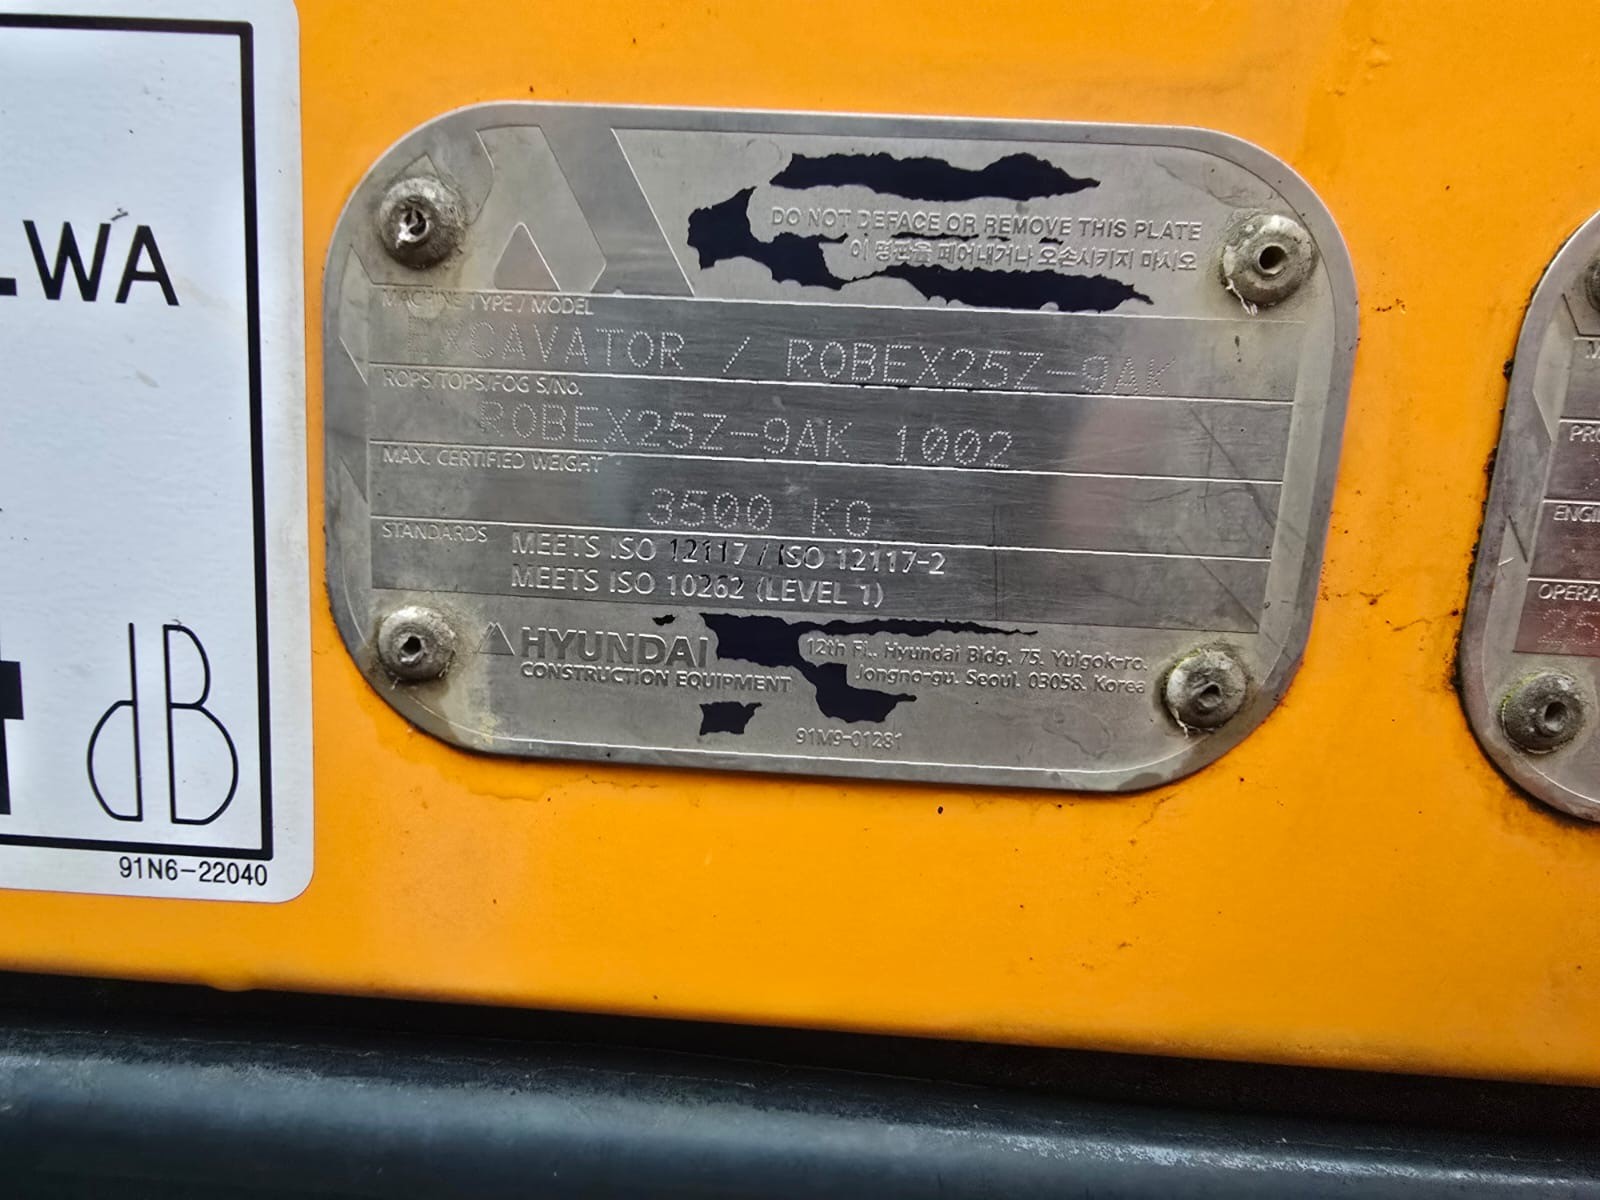 LWA
dB
91N6-22040
DO NOT DEFACE OR REMOVE THIS PLATE
이 명판을 떼어내거나 오손시키지 마시오
MACHINE TYPE / MODEL
EXCAVATOR / ROBEX25Z-9AK
ROPS/TOPS/FOG S/No.
ROBEX25Z-9AK 1002
MAX. CERTIFIED WEIGHT
3500 KG
STANDARDS
MEETS ISO 12117 / ISO 12117-2
MEETS ISO 10262 (LEVEL 1)
HYUNDAI
CONSTRUCTION EQUIPMENT
12th Fl., Hyundai Bldg. 75, Yulgok-ro,
Jongno-gu, Seoul, 03058, Korea
91M9-01281